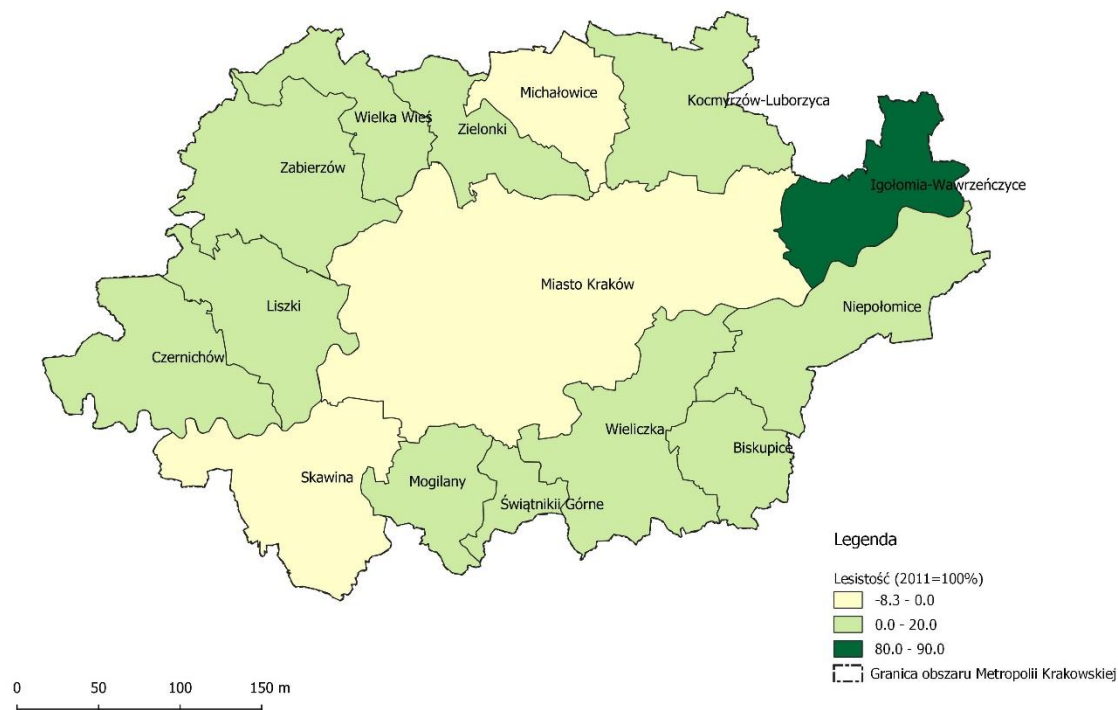 Michałowice
Kocmyrzów-Luborzyca
Wielka Wieś
Zielonki
Zabierzów
Igołomia-Wawrzeńczyce
Miasto Kraków
Liszki
Niepołomice
Czernichów
Wieliczka
Biskupice
Skawina
Mogilany
Świątnikii Górne
Legenda
Lesistość (2011=100%)
-8.3 - 0.0
0.0 - 20.0
80.0 - 90.0
Granica obszaru Metropolii Krakowskiej
0 50 100 150 m